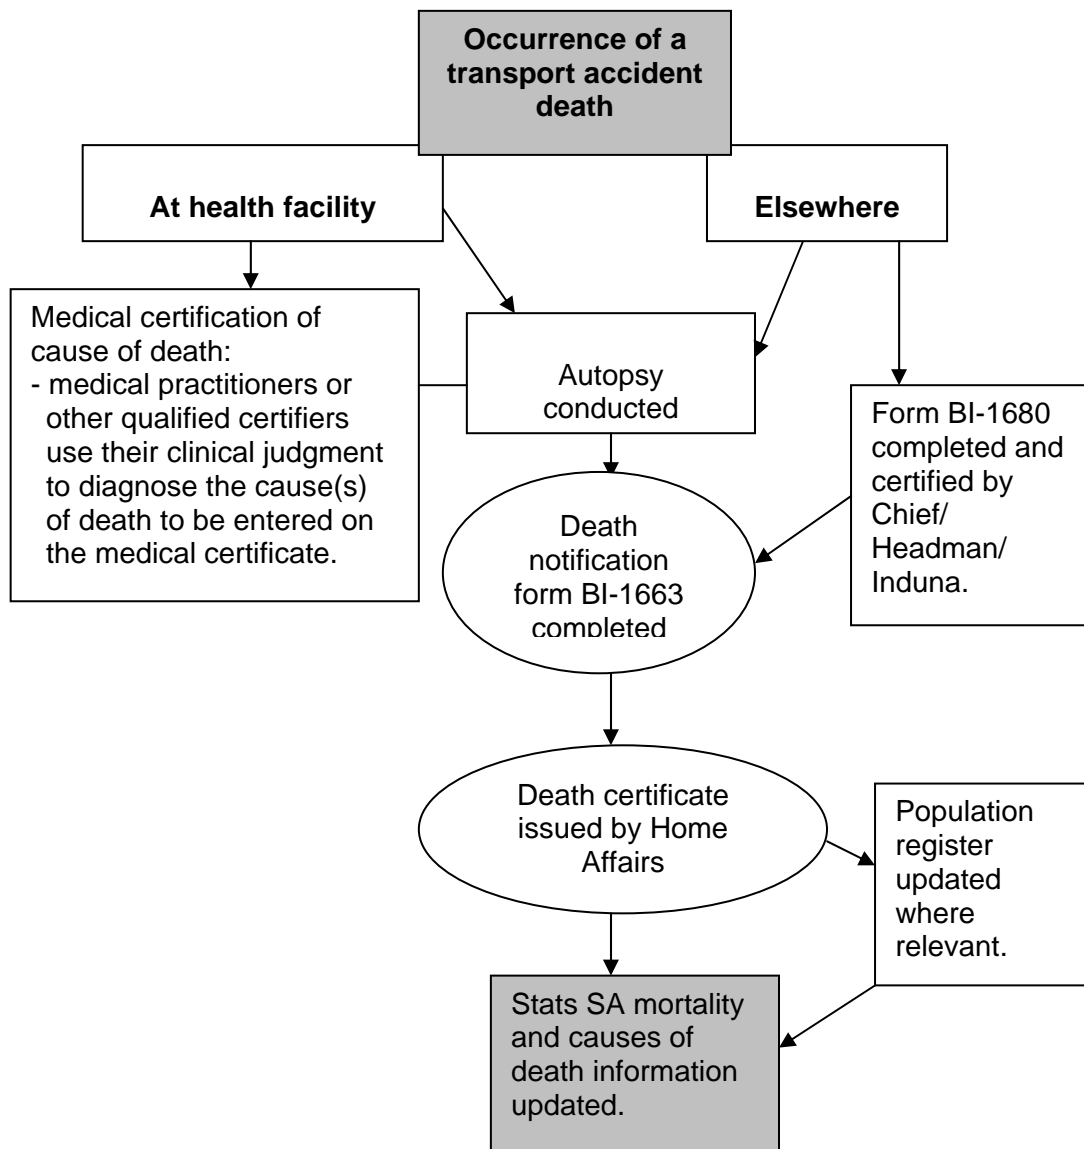 Occurrence of a
transport accident
death
At health facility
Elsewhere
Medical certification of
cause of death:
- medical practitioners or
other qualified certifiers
use their clinical judgment
to diagnose the cause(s)
of death to be entered on
the medical certificate.
Autopsy
conducted
Form BI-1680
completed and
certified by
Chief/
Headman/
Induna.
Death
notification
form BI-1663
completed
Death certificate
issued by Home
Affairs
Population
register
updated
where
relevant.
Stats SA mortality
and causes of
death information
updated.